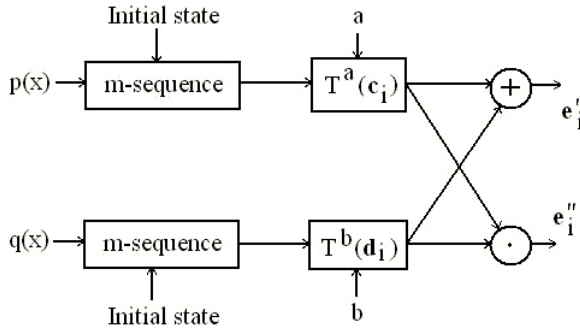 Initial state
a
p(x)
m-sequence
T^a(c_i)
+
e'_i
q(x)
m-sequence
T^b(d_i)
·
e''_i
Initial state
b